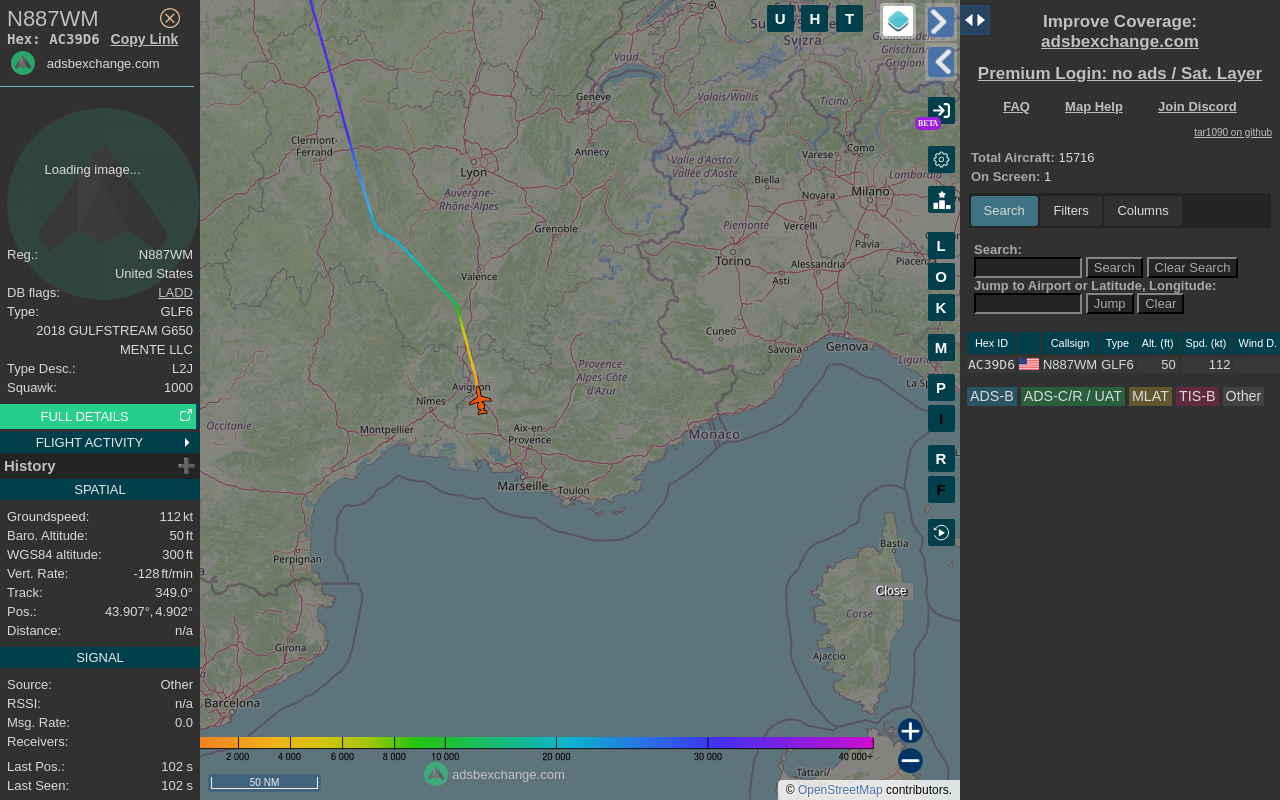 N887WM
Hex: AC39D6 Copy Link
adsbexchange.com
Loading image...
Reg.: N887WM
United States
DB flags: LADD
Type: GLF6
2018 GULFSTREAM G650
MENTE LLC
Type Desc.: L2J
Squawk: 1000
FULL DETAILS
FLIGHT ACTIVITY
History
SPATIAL
Groundspeed: 112 kt
Baro. Altitude: 50 ft
WGS84 altitude: 300 ft
Vert. Rate: -128 ft/min
Track: 349.0°
Pos.: 43.907°, 4.902°
Distance: n/a
SIGNAL
Source: Other
RSSI: n/a
Msg. Rate: 0.0
Receivers:
Last Pos.: 102 s
Last Seen: 102 s
U H T
Svizra
Vaud
Genève
Valais/Wallis
Ticino
Clermont-
Ferrand
Annecy
Valle d'Aosta /
Vallée d'Aoste
Varese
Como
Lyon
Biella
Milano
Lombardia
Auvergne-
Rhône-Alpes
Novara
Grenoble
Piemonte
Vercelli
Pavia
Torino
Alessandria
Piacenza
Valence
Asti
Cuneo
Savona
Genova
Liguria
Provence-
Alpes-Côte
d'Azur
La Sp
Avignon
Nîmes
Occitanie
Montpellier
Aix-en-
Provence
Monaco
Marseille
Toulon
Bastia
Perpignan
Corse
Girona
Ajaccio
Barcelona
Tàttari/
BETA
L
O
K
M
P
I
R
F
Close
2 000 4 000 6 000 8 000 10 000 20 000 30 000 40 000+
adsbexchange.com
50 NM
© OpenStreetMap contributors.
Improve Coverage:
adsbexchange.com
Premium Login: no ads / Sat. Layer
FAQ Map Help Join Discord
tar1090 on github
Total Aircraft: 15716
On Screen: 1
Search Filters Columns
Search:
Search Clear Search
Jump to Airport or Latitude, Longitude:
Jump Clear
Hex ID Callsign Type Alt. (ft) Spd. (kt) Wind D.
AC39D6 N887WM GLF6 50 112
ADS-B ADS-C/R / UAT MLAT TIS-B Other